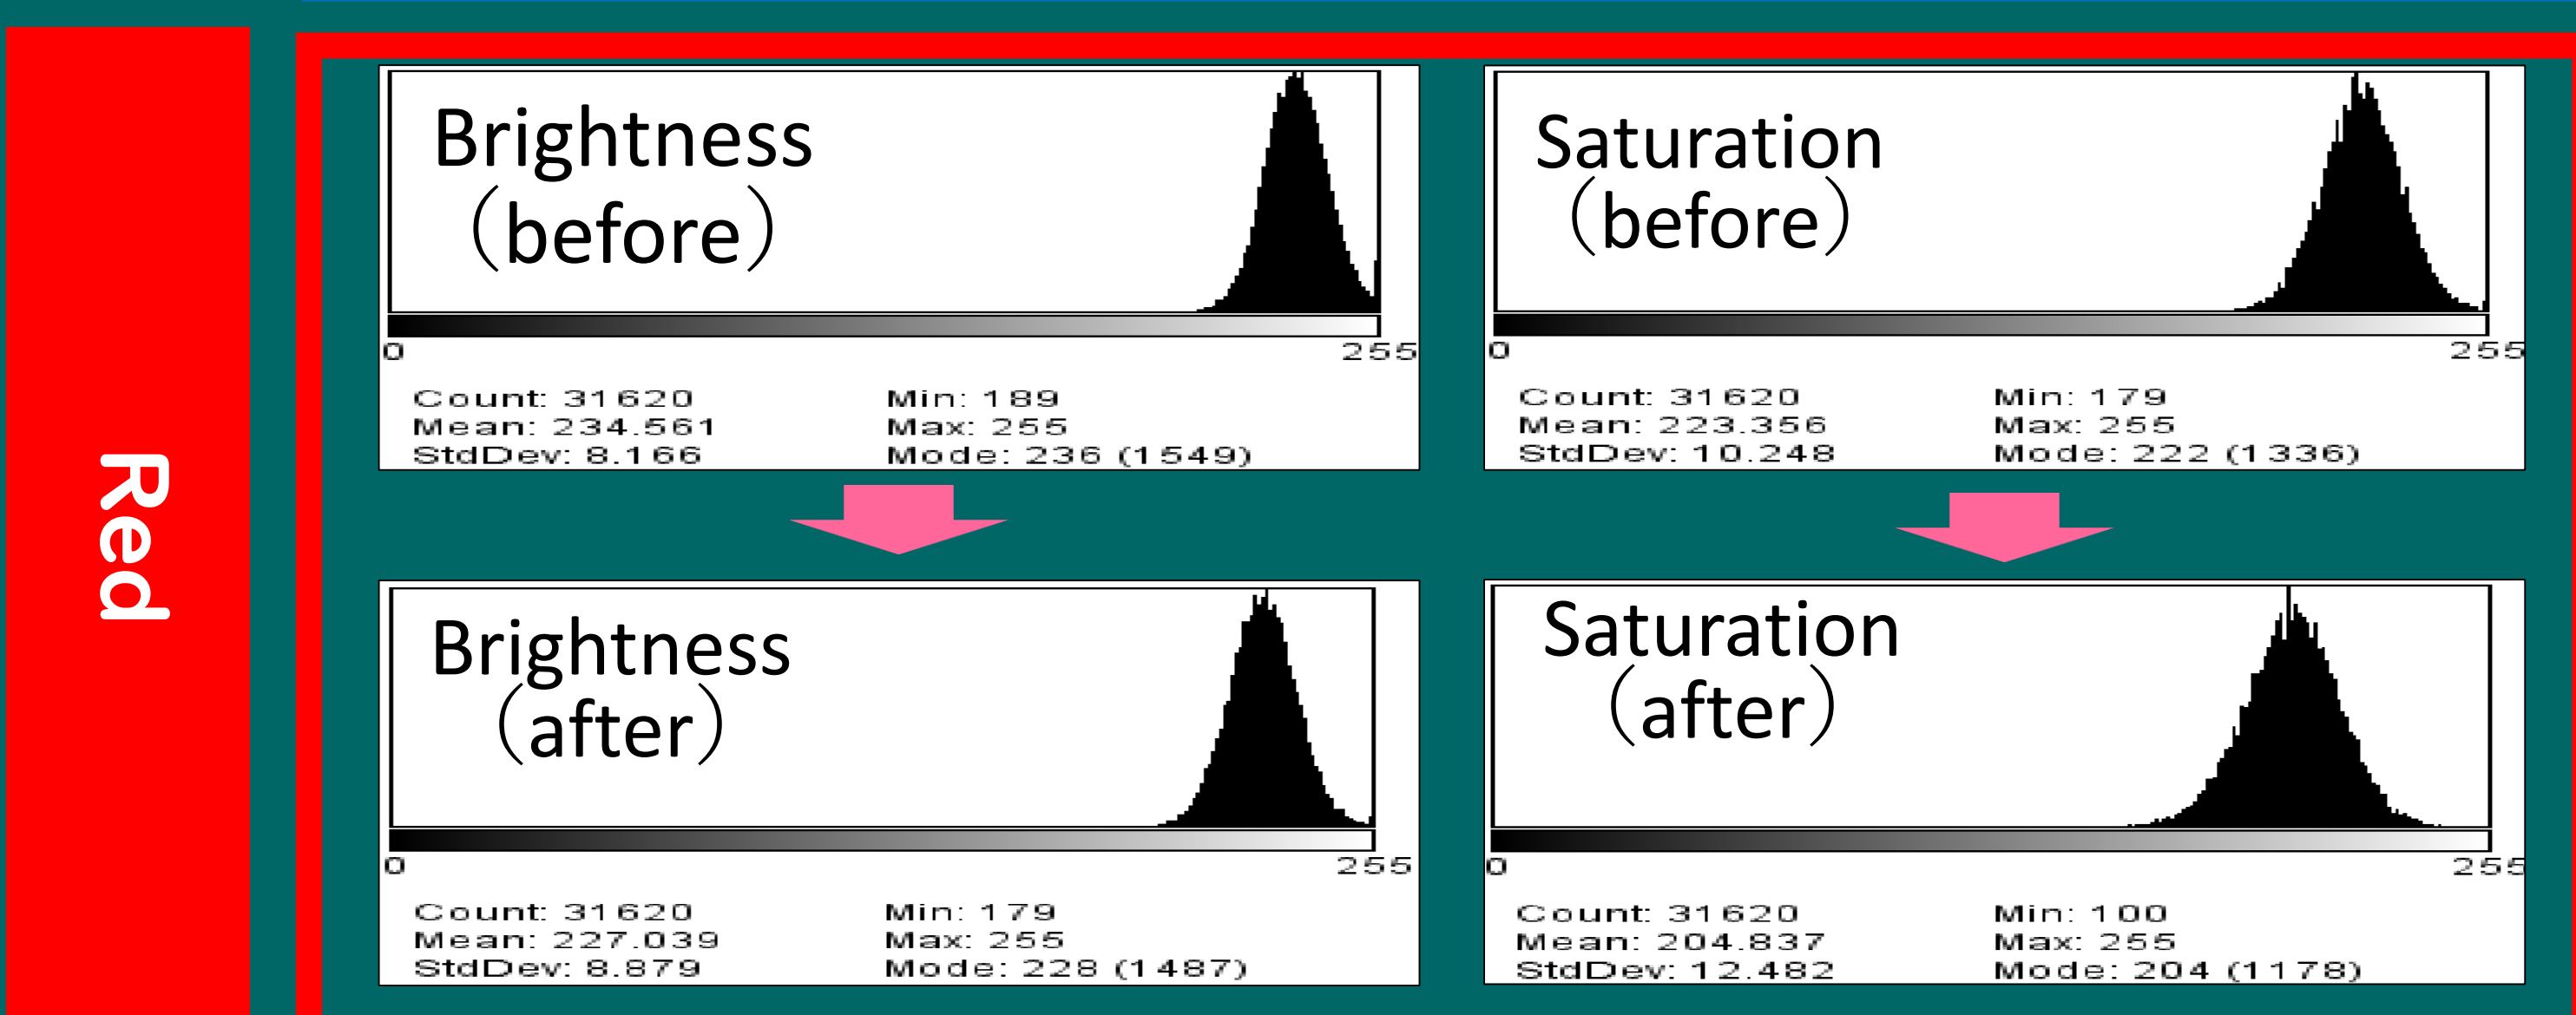 Red
Brightness
（before）
0 255
Count: 31620 Min: 189
Mean: 234.561 Max: 255
StdDev: 8.166 Mode: 236 (1549)
Saturation
（before）
0 255
Count: 31620 Min: 179
Mean: 223.356 Max: 255
StdDev: 10.248 Mode: 222 (1336)
Brightness
（after）
0 255
Count: 31620 Min: 179
Mean: 227.039 Max: 255
StdDev: 8.879 Mode: 228 (1487)
Saturation
（after）
0 255
Count: 31620 Min: 100
Mean: 204.837 Max: 255
StdDev: 12.482 Mode: 204 (1178)